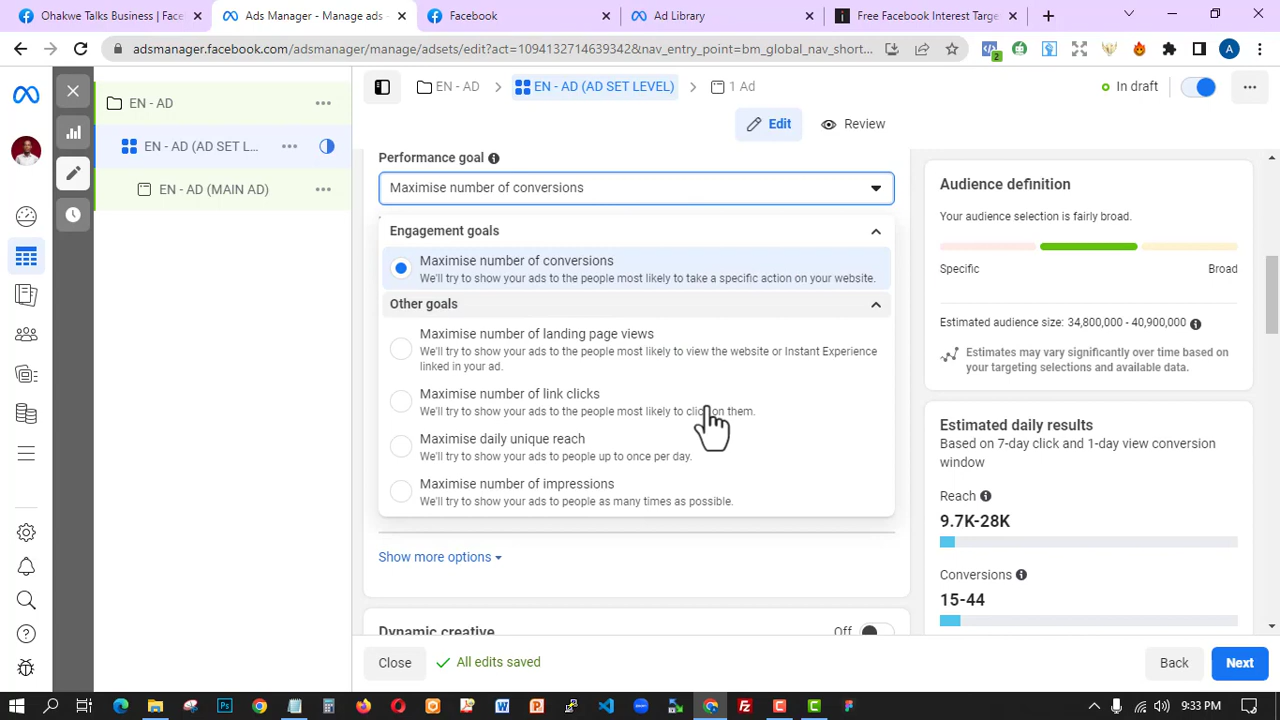 Ohakwe Talks Business | Faceb
Ads Manager - Manage ads -
Facebook
Ad Library
Free Facebook Interest Target
adsmanager.facebook.com/adsmanager/manage/adsets/edit?act=1094132714639342&nav_entry_point=bm_global_nav_short...
2
A
EN - AD
EN - AD (AD SET LEVEL)
1 Ad
In draft
EN - AD
EN - AD (AD SET L...
EN - AD (MAIN AD)
Edit
Review
Performance goal
Maximise number of conversions
Engagement goals
Maximise number of conversions
We'll try to show your ads to the people most likely to take a specific action on your website.
Other goals
Maximise number of landing page views
We'll try to show your ads to the people most likely to view the website or Instant Experience
linked in your ad.
Maximise number of link clicks
We'll try to show your ads to the people most likely to click on them.
Maximise daily unique reach
We'll try to show your ads to people up to once per day.
Maximise number of impressions
We'll try to show your ads to people as many times as possible.
Show more options
Dynamic creative
Off
Audience definition
Your audience selection is fairly broad.
Specific
Broad
Estimated audience size: 34,800,000 - 40,900,000
Estimates may vary significantly over time based on
your targeting selections and available data.
Estimated daily results
Based on 7-day click and 1-day view conversion
window
Reach
9.7K-28K
Conversions
15-44
Close
All edits saved
Back
Next
9:33 PM